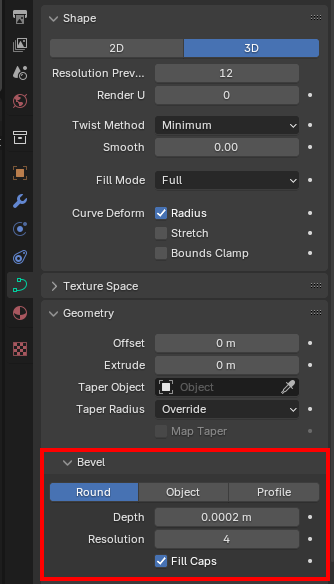 Shape
2D 3D
Resolution Prev... 12
Render U 0
Twist Method Minimum
Smooth 0.00
Fill Mode Full
Curve Deform Radius
Stretch
Bounds Clamp
Texture Space
Geometry
Offset 0 m
Extrude 0 m
Taper Object Object
Taper Radius Override
Map Taper
Bevel
Round Object Profile
Depth 0.0002 m
Resolution 4
Fill Caps